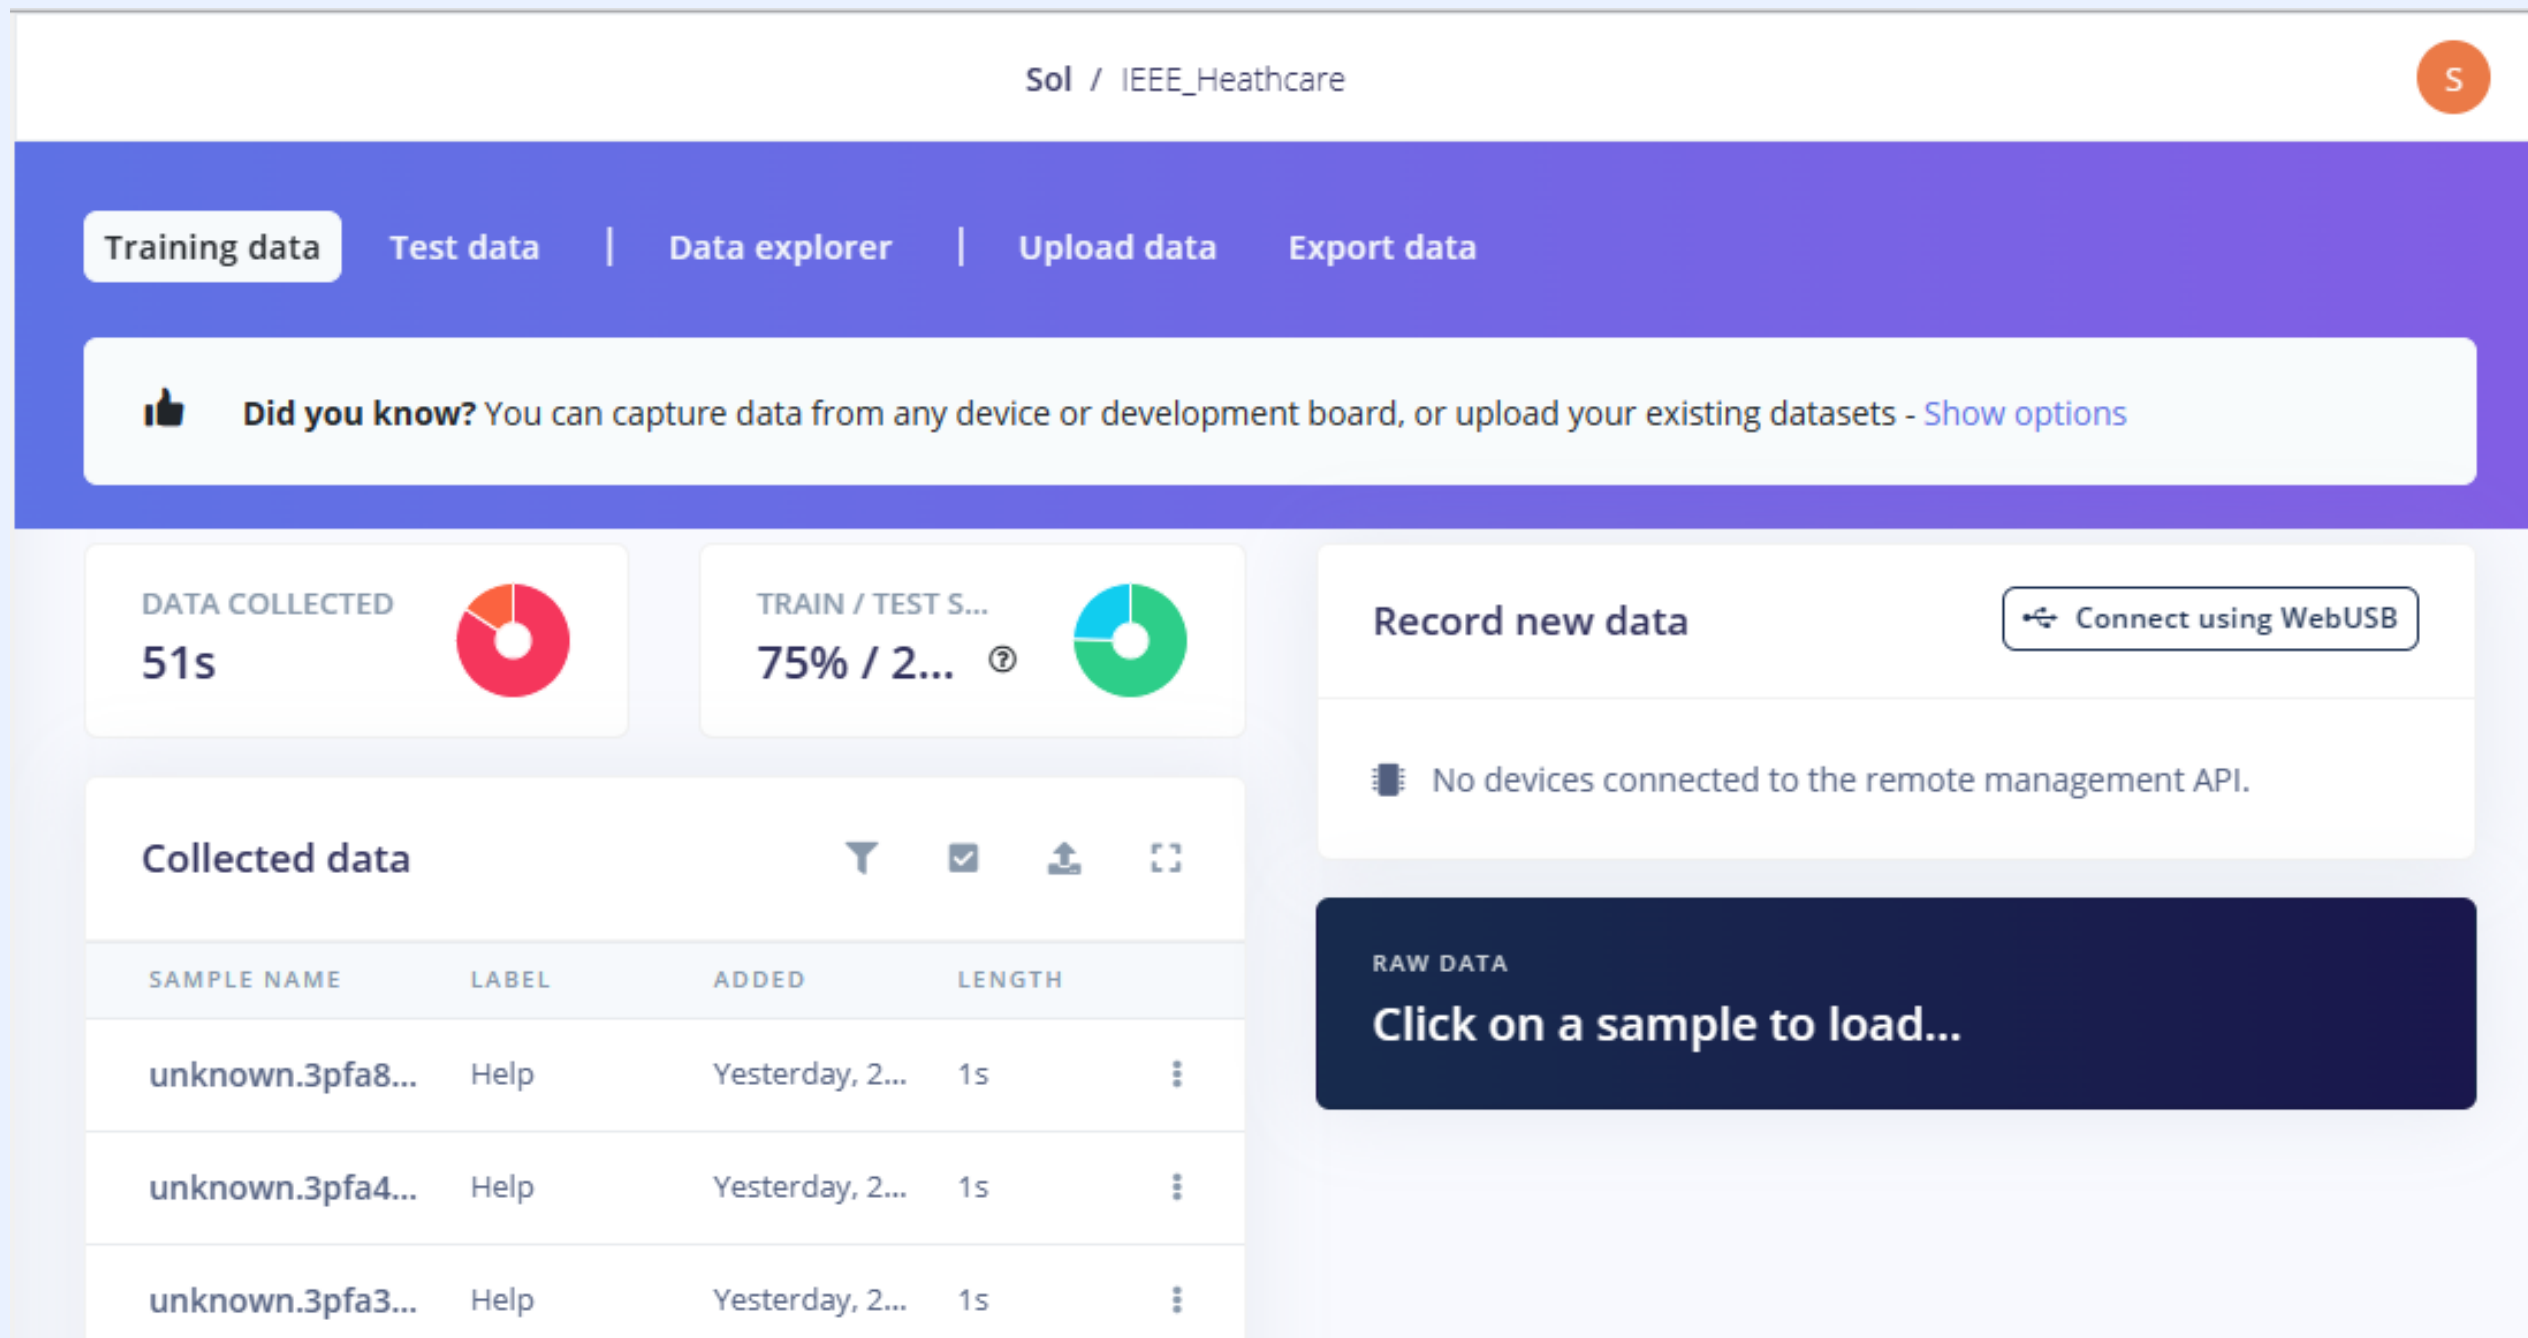 Sol / IEEE_Heathcare
S
Training data Test data | Data explorer | Upload data Export data
Did you know? You can capture data from any device or development board, or upload your existing datasets - Show options
DATA COLLECTED
51s
TRAIN / TEST S...
75% / 2...
Record new data
Connect using WebUSB
No devices connected to the remote management API.
Collected data
SAMPLE NAME LABEL ADDED LENGTH
unknown.3pfa8... Help Yesterday, 2... 1s
unknown.3pfa4... Help Yesterday, 2... 1s
unknown.3pfa3... Help Yesterday, 2... 1s
RAW DATA
Click on a sample to load...